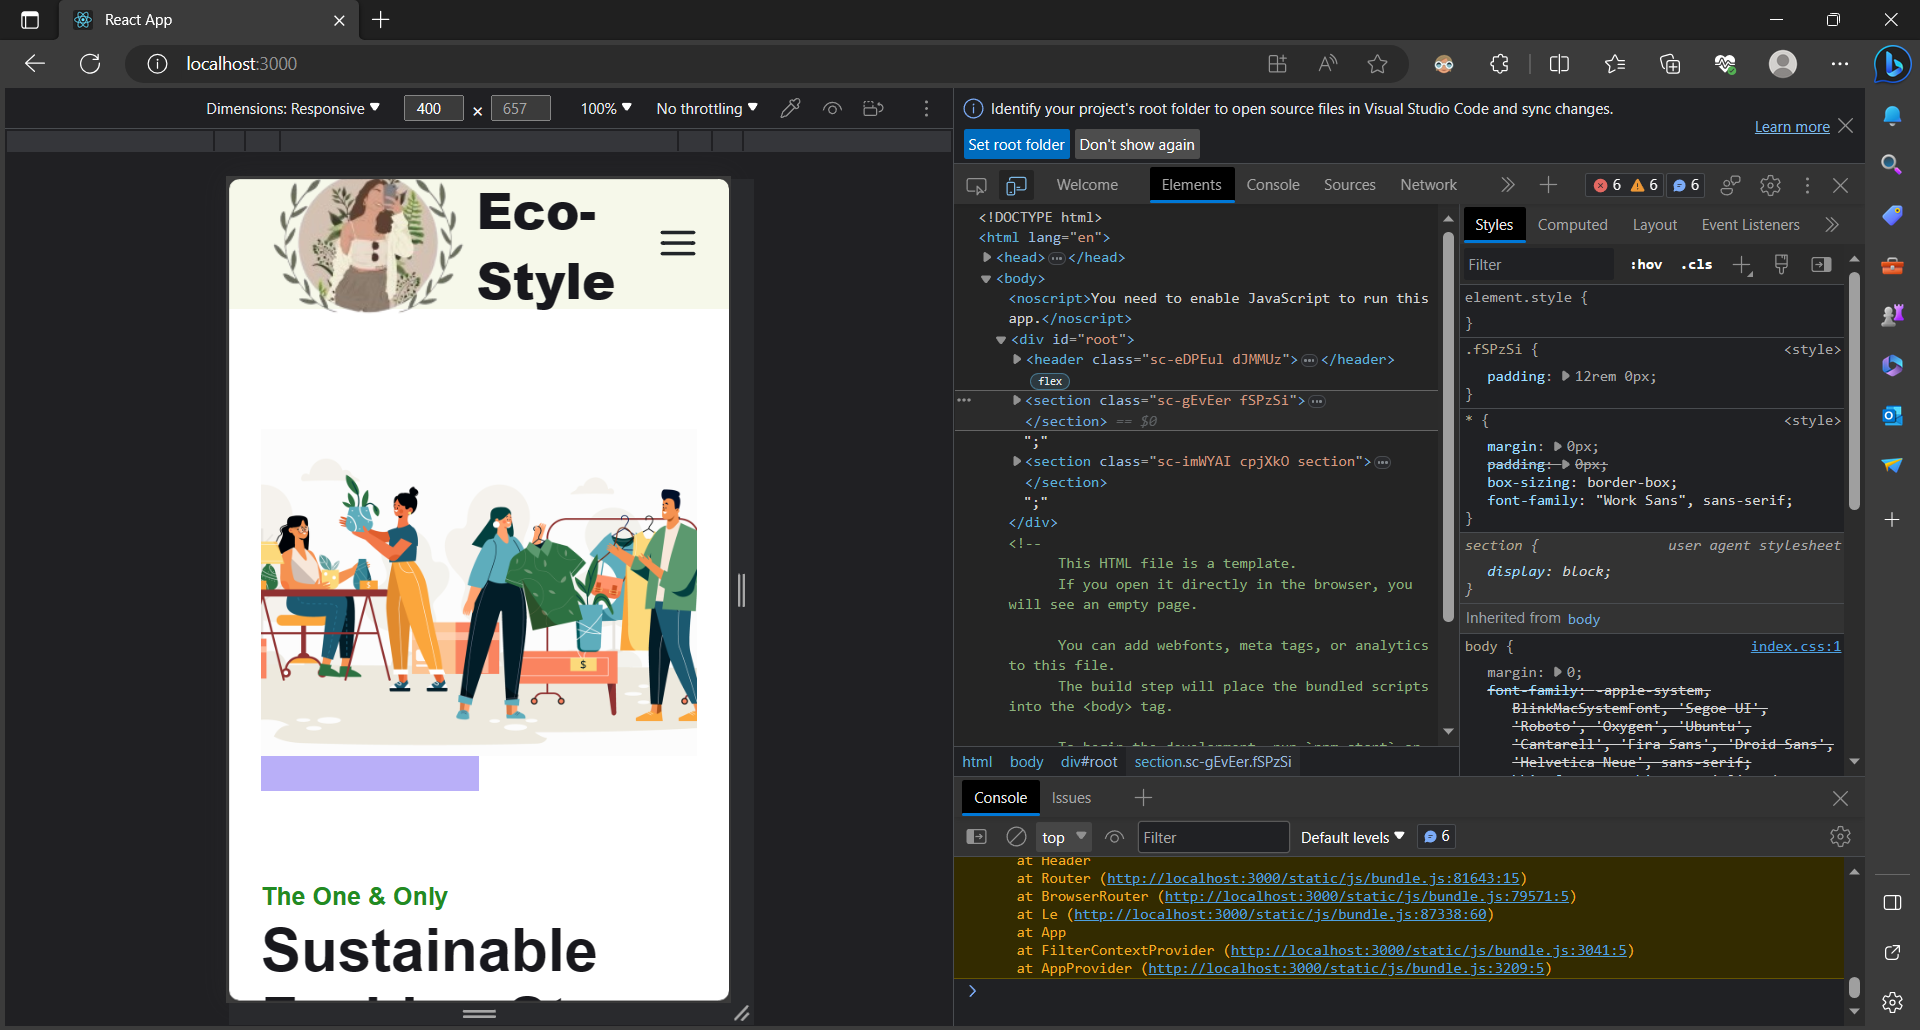 React App
localhost:3000
Dimensions: Responsive
400 × 657
100%
No throttling
Eco-
Style
$
The One & Only
Sustainable
Identify your project's root folder to open source files in Visual Studio Code and sync changes.
Learn more
Set root folder
Don't show again
Welcome
Elements
Console
Sources
Network
6
6
6
<!DOCTYPE html>
<html lang="en">
<head>…</head>
<body>
<noscript>You need to enable JavaScript to run this
app.</noscript>
<div id="root">
<header class="sc-eDPEul dJMMUz">…</header>
flex
<section class="sc-gEvEer fSPzSi">…
</section> == $0
";"
<section class="sc-imWYAI cpjXkO section">…
</section>
";"
</div>
<!--
This HTML file is a template.
If you open it directly in the browser, you
will see an empty page.
You can add webfonts, meta tags, or analytics
to this file.
The build step will place the bundled scripts
into the <body> tag.
To begin the development, run `npm start` or
html
body
div#root
section.sc-gEvEer.fSPzSi
Styles
Computed
Layout
Event Listeners
Filter
:hov
.cls
element.style {
}
.fSPzSi {
<style>
padding: 12rem 0px;
}
* {
<style>
margin: 0px;
padding: 0px;
box-sizing: border-box;
font-family: "Work Sans", sans-serif;
}
section {
user agent stylesheet
display: block;
}
Inherited from body
body {
index.css:1
margin: 0;
font-family: -apple-system,
BlinkMacSystemFont, 'Segoe UI',
'Roboto', 'Oxygen', 'Ubuntu',
'Cantarell', 'Fira Sans', 'Droid Sans',
'Helvetica Neue', sans-serif;
Console
Issues
top
Filter
Default levels
6
at Header
at Router (http://localhost:3000/static/js/bundle.js:81643:15)
at BrowserRouter (http://localhost:3000/static/js/bundle.js:79571:5)
at Le (http://localhost:3000/static/js/bundle.js:87338:60)
at App
at FilterContextProvider (http://localhost:3000/static/js/bundle.js:3041:5)
at AppProvider (http://localhost:3000/static/js/bundle.js:3209:5)